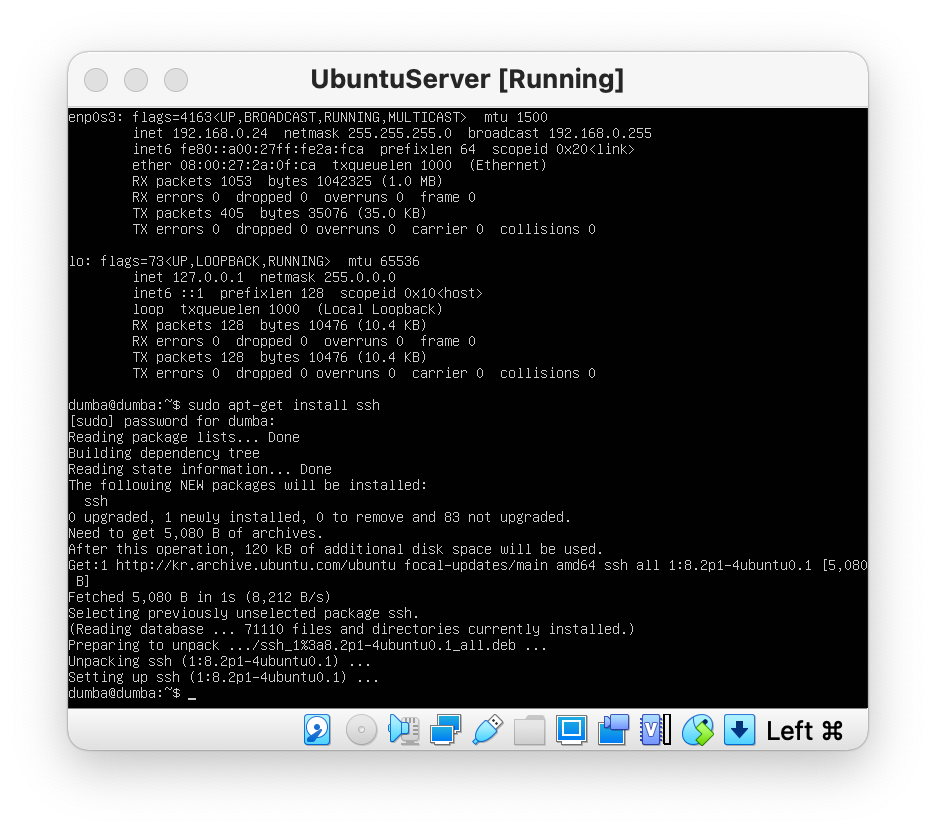 UbuntuServer [Running]
enp0s3: flags=4163<UP,BROADCAST,RUNNING,MULTICAST>  mtu 1500
        inet 192.168.0.24  netmask 255.255.255.0  broadcast 192.168.0.255
        inet6 fe80::a00:27ff:fe2a:fca  prefixlen 64  scopeid 0x20<link>
        ether 08:00:27:2a:0f:ca  txqueuelen 1000  (Ethernet)
        RX packets 1053  bytes 1042325 (1.0 MB)
        RX errors 0  dropped 0  overruns 0  frame 0
        TX packets 405  bytes 35076 (35.0 KB)
        TX errors 0  dropped 0 overruns 0  carrier 0  collisions 0
lo: flags=73<UP,LOOPBACK,RUNNING>  mtu 65536
        inet 127.0.0.1  netmask 255.0.0.0
        inet6 ::1  prefixlen 128  scopeid 0x10<host>
        loop  txqueuelen 1000  (Local Loopback)
        RX packets 128  bytes 10476 (10.4 KB)
        RX errors 0  dropped 0  overruns 0  frame 0
        TX packets 128  bytes 10476 (10.4 KB)
        TX errors 0  dropped 0 overruns 0  carrier 0  collisions 0
dumba@dumba:~$ sudo apt-get install ssh
[sudo] password for dumba:
Reading package lists... Done
Building dependency tree
Reading state information... Done
The following NEW packages will be installed:
  ssh
0 upgraded, 1 newly installed, 0 to remove and 83 not upgraded.
Need to get 5,080 B of archives.
After this operation, 120 kB of additional disk space will be used.
Get:1 http://kr.archive.ubuntu.com/ubuntu focal-updates/main amd64 ssh all 1:8.2p1-4ubuntu0.1 [5,080
 B]
Fetched 5,080 B in 1s (8,212 B/s)
Selecting previously unselected package ssh.
(Reading database ... 71110 files and directories currently installed.)
Preparing to unpack .../ssh_1%3a8.2p1-4ubuntu0.1_all.deb ...
Unpacking ssh (1:8.2p1-4ubuntu0.1) ...
Setting up ssh (1:8.2p1-4ubuntu0.1) ...
dumba@dumba:~$ _
Left ⌘